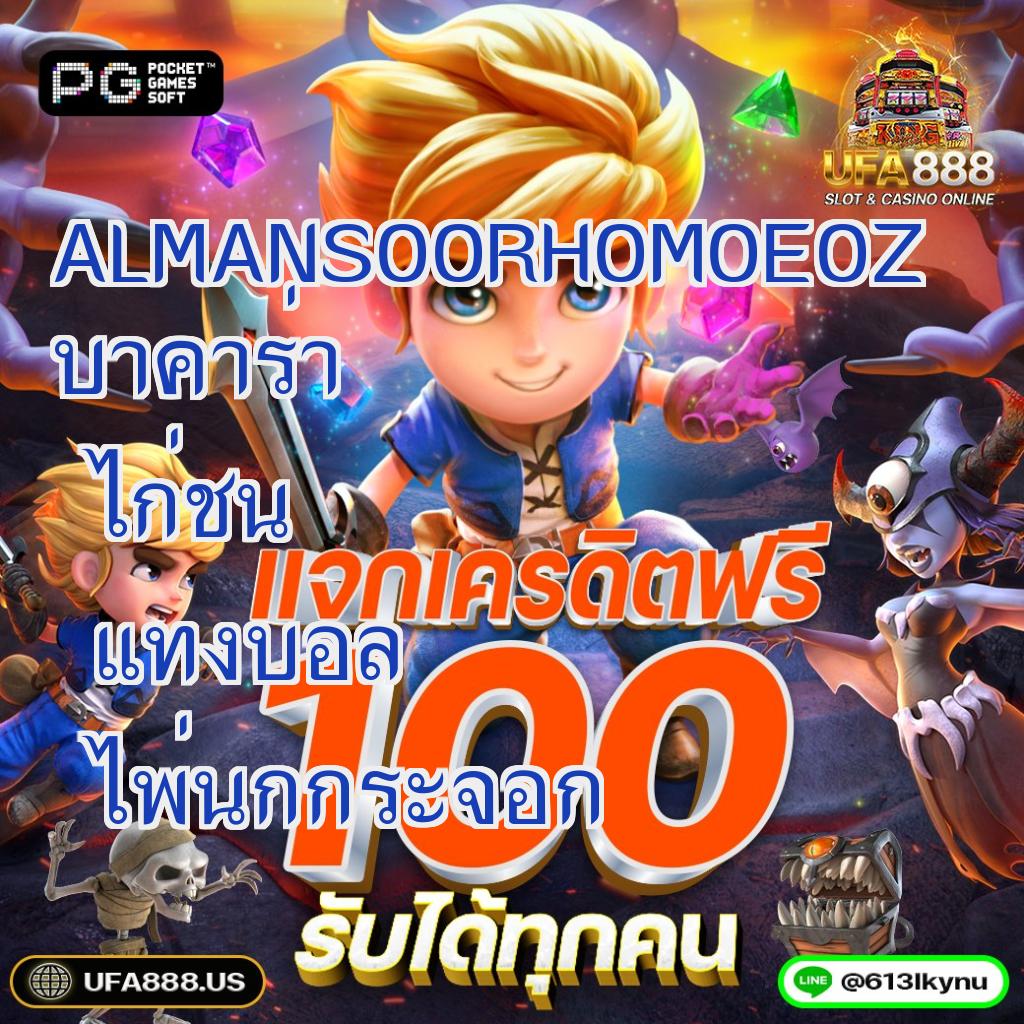 PG POCKET™
GAMES
SOFT
UFA888
SLOT & CASINO ONLINE
ALMANSOORHOMOEOZ
บาคาร่า
ไก่ชน
แจกเครดิตฟรี
แทงบอล
100
ไพ่นกกระจอก
รับได้ทุกคน
UFA888.US
LINE @613lkynu